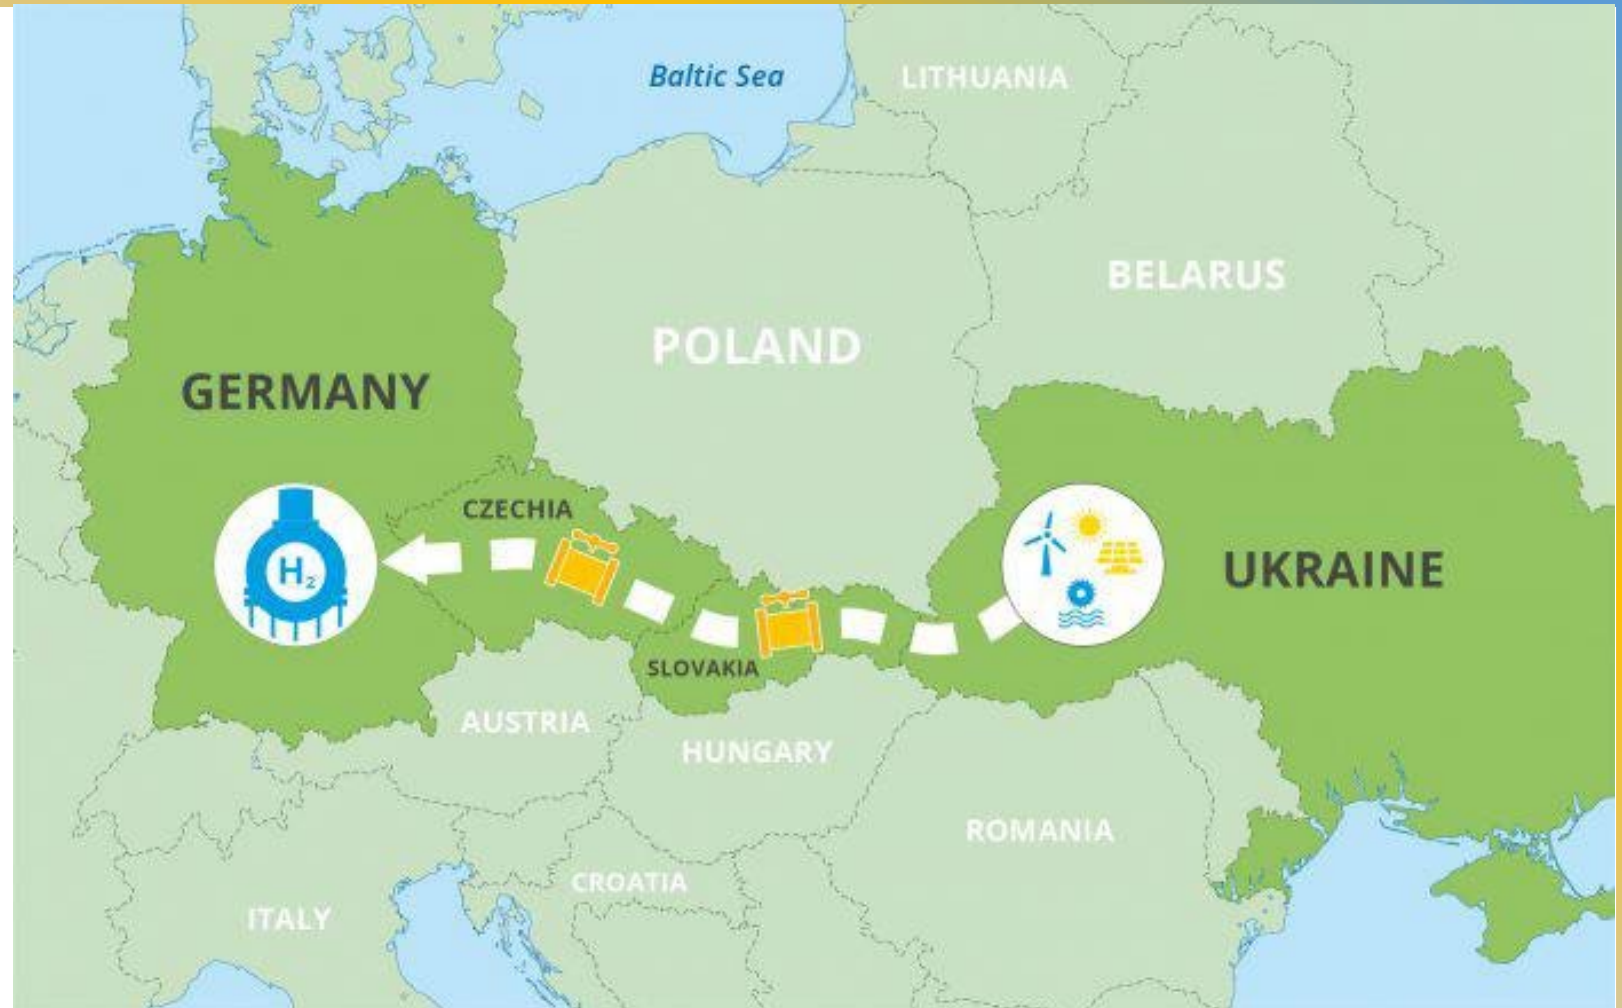 Baltic Sea
LITHUANIA
BELARUS
POLAND
GERMANY
CZECHIA
H₂
UKRAINE
SLOVAKIA
AUSTRIA
HUNGARY
ROMANIA
CROATIA
ITALY